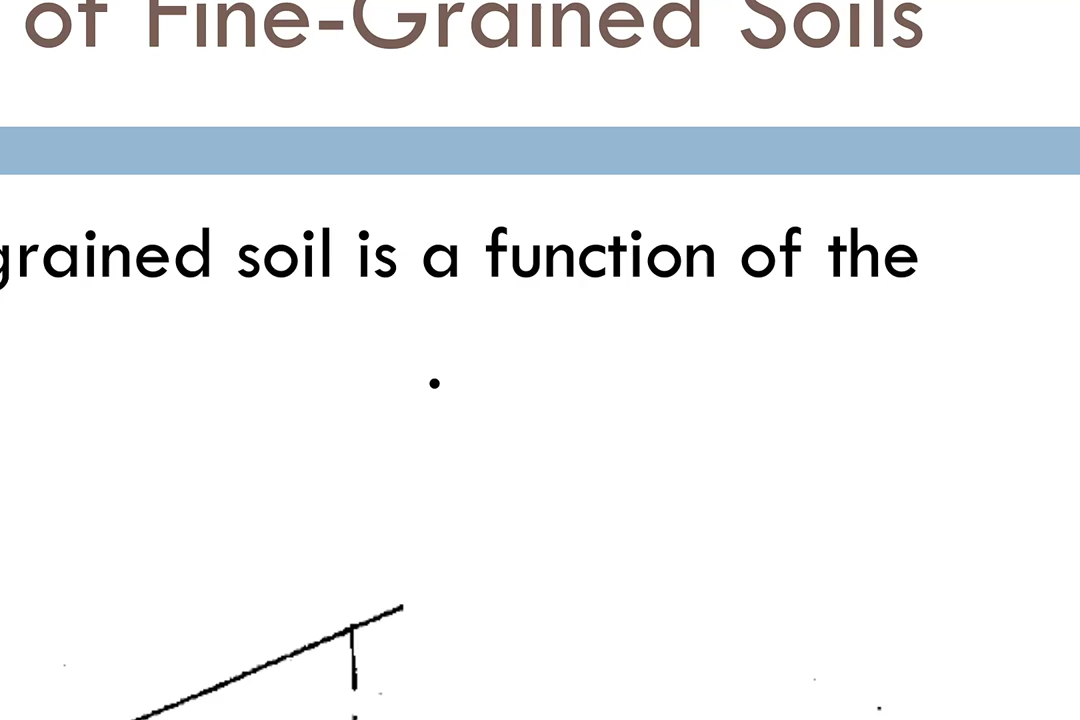 of Fine-Grained Soils
grained soil is a function of the
.